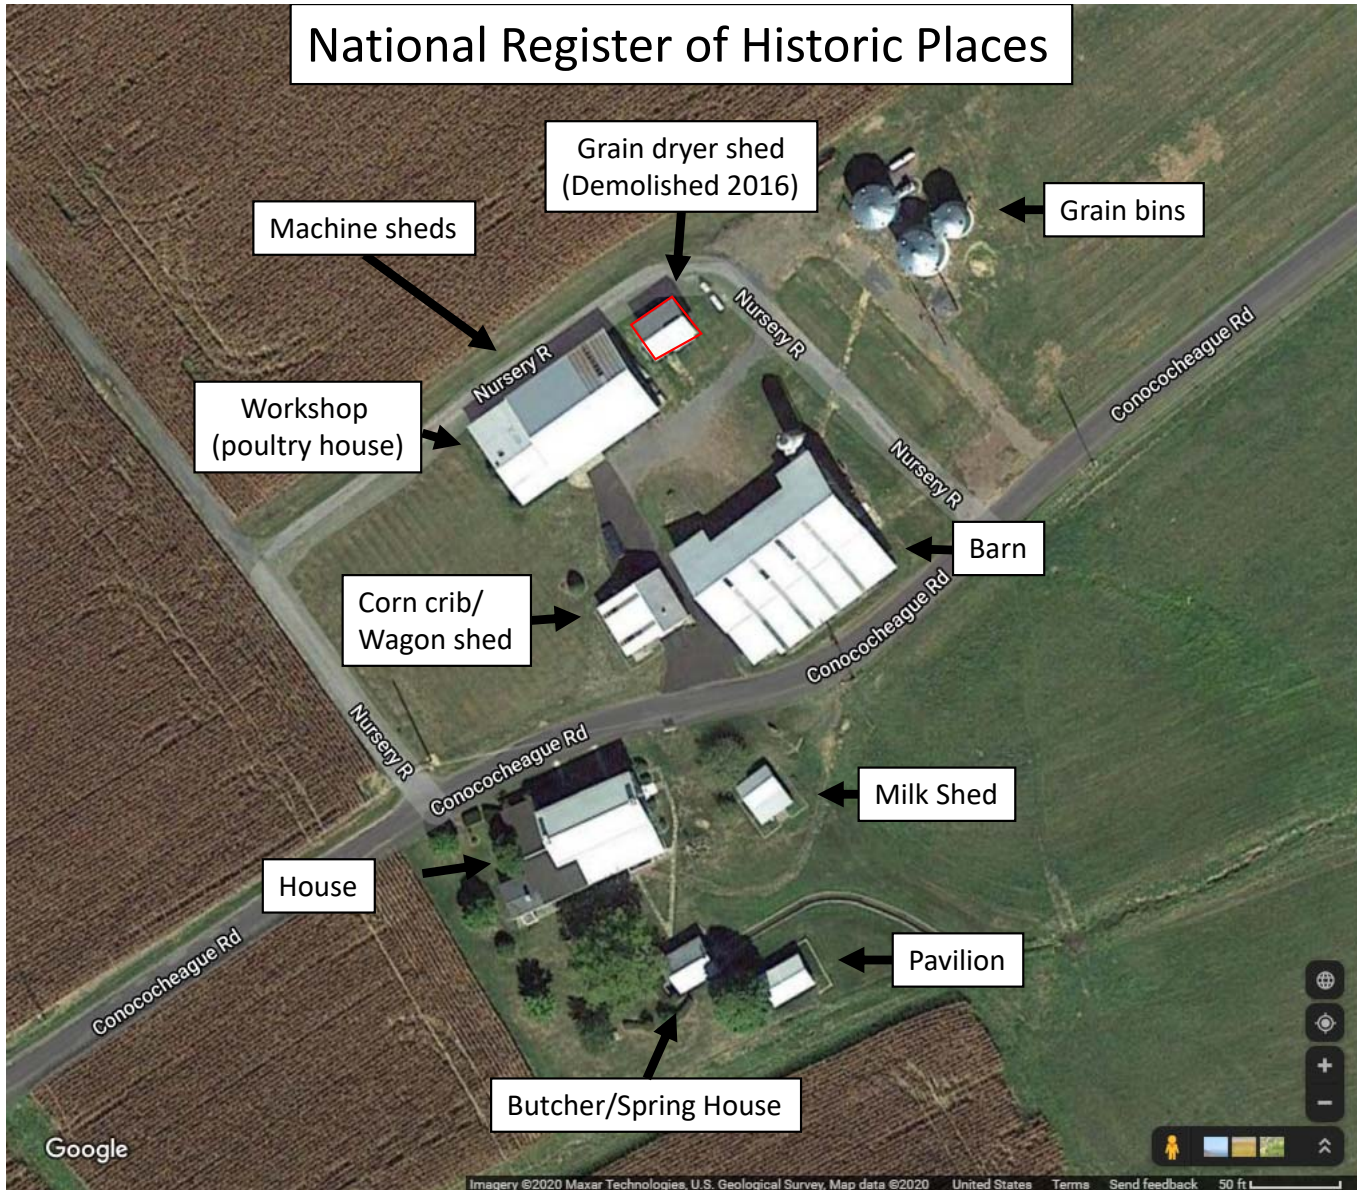 National Register of Historic Places
Grain dryer shed
(Demolished 2016)
Machine sheds
Grain bins
Nursery R
Nursery R
Conococheague Rd
Workshop
(poultry house)
Nursery R
Barn
Corn crib/
Wagon shed
Conococheague Rd
Nursery R
Conococheague Rd
Milk Shed
House
Conococheague Rd
Pavilion
Butcher/Spring House
Google
Imagery ©2020 Maxar Technologies, U.S. Geological Survey, Map data ©2020 United States Terms Send feedback 50 ft